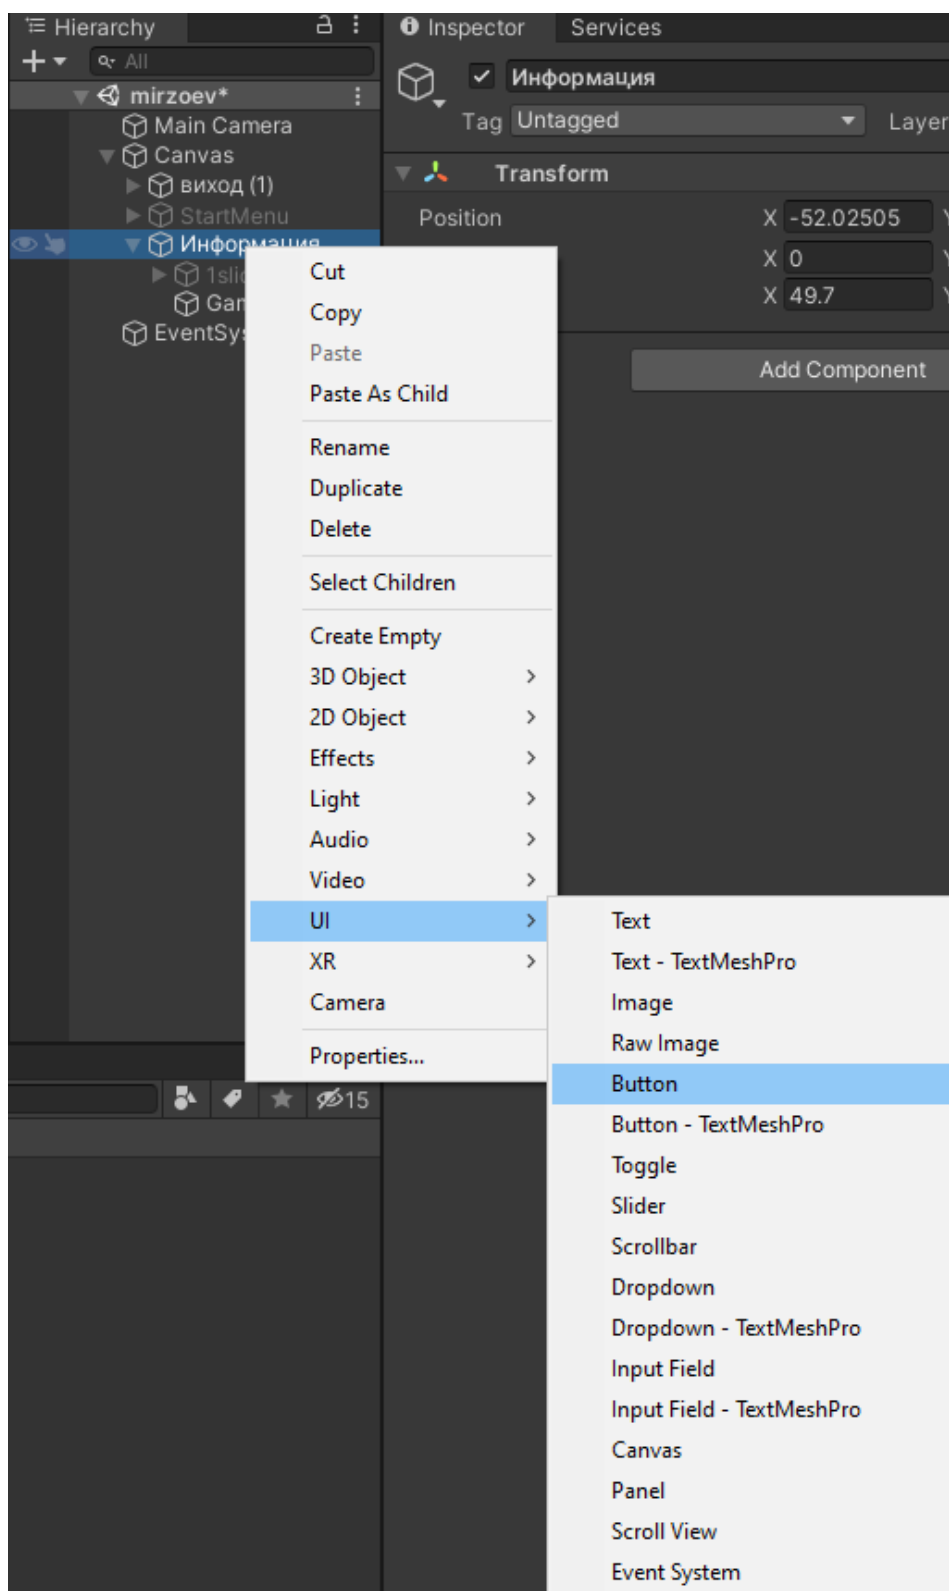 Hierarchy
All
mirzoev*
Main Camera
Canvas
виход (1)
StartMenu
Информация
EventSys
Inspector
Services
Информация
Tag Untagged
Layer
Transform
Position
X -52.02505
X 0
X 49.7
Add Component
Cut
Copy
Paste
Paste As Child
Rename
Duplicate
Delete
Select Children
Create Empty
3D Object
2D Object
Effects
Light
Audio
Video
UI
XR
Camera
Properties...
15
Text
Text - TextMeshPro
Image
Raw Image
Button
Button - TextMeshPro
Toggle
Slider
Scrollbar
Dropdown
Dropdown - TextMeshPro
Input Field
Input Field - TextMeshPro
Canvas
Panel
Scroll View
Event System